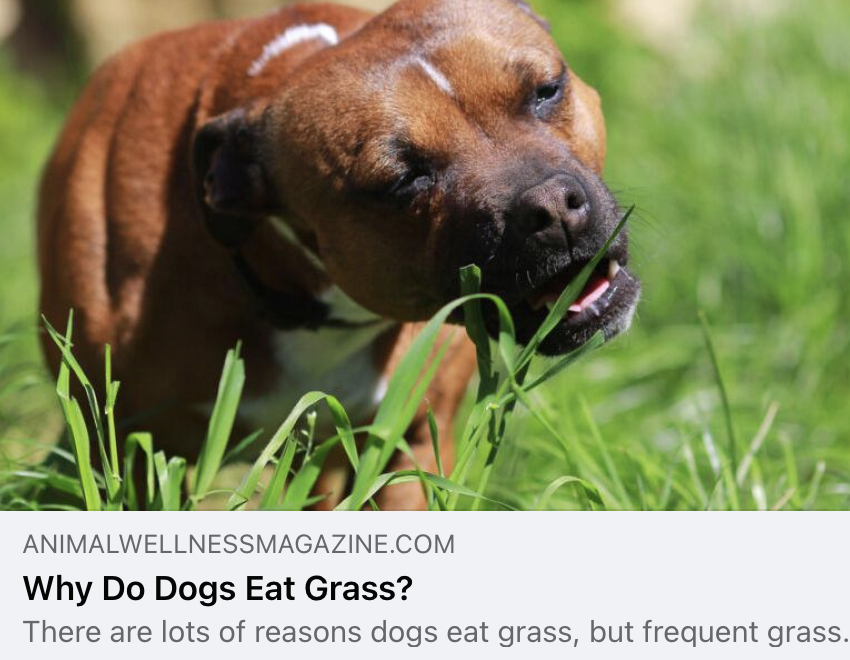 ANIMALWELLNESSMAGAZINE.COM
Why Do Dogs Eat Grass?
There are lots of reasons dogs eat grass, but frequent grass.